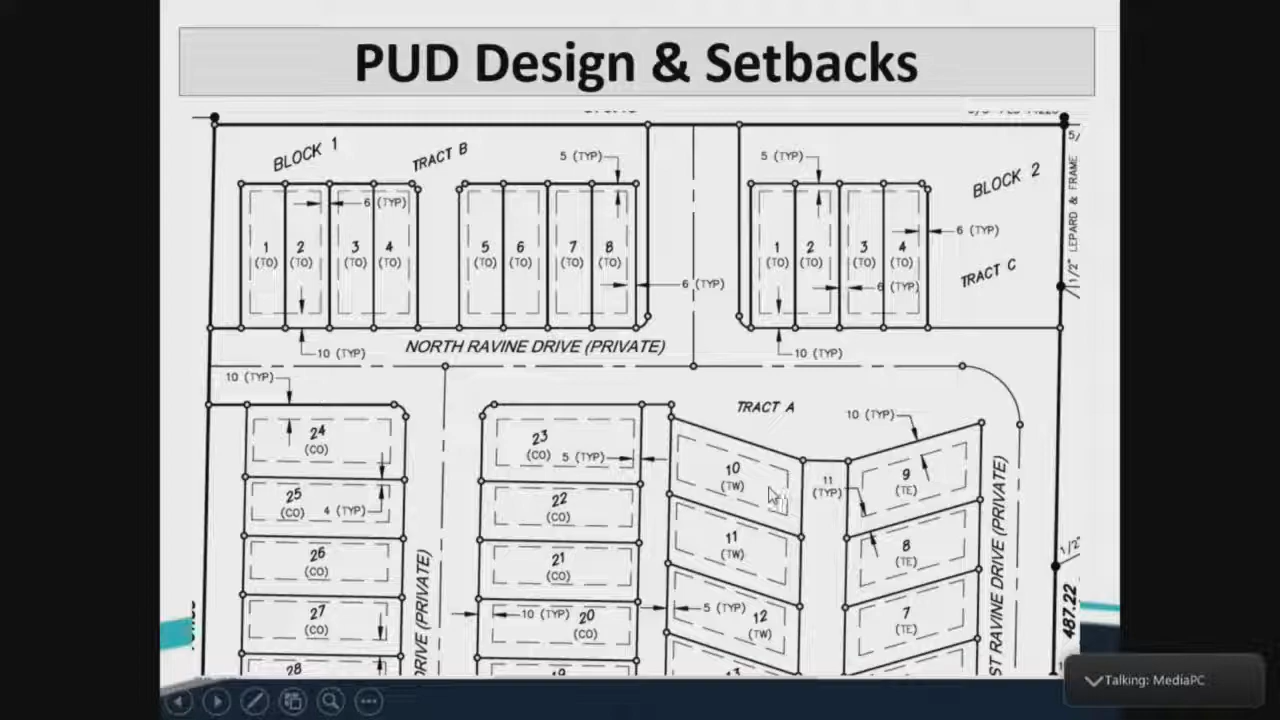 PUD Design & Setbacks
BLOCK 1
TRACT B
5 (TYP)
5 (TYP)
BLOCK 2
1/2" LEPARD & FRAME
6 (TYP)
6 (TYP)
1 2 3 4
(TO) (TO) (TO) (TO)
5 6 7 8
(TO) (TO) (TO) (TO)
1 2 3 4
(TO) (TO) (TO) (TO)
TRACT C
6 (TYP)
6 (TYP)
10 (TYP)
NORTH RAVINE DRIVE (PRIVATE)
10 (TYP)
10 (TYP)
TRACT A
10 (TYP)
24
(CO)
23
(CO)
5 (TYP)
10
(TW)
11
(TYP)
9
(TE)
25
(CO)
4 (TYP)
22
(CO)
11
(TW)
8
(TE)
26
(CO)
21
(CO)
27
(CO)
10 (TYP)
20
(CO)
5 (TYP)
12
(TW)
7
(TE)
28
DRIVE (PRIVATE)
ST RAVINE DRIVE (PRIVATE)
1/2"
487.22
Talking: MediaPC